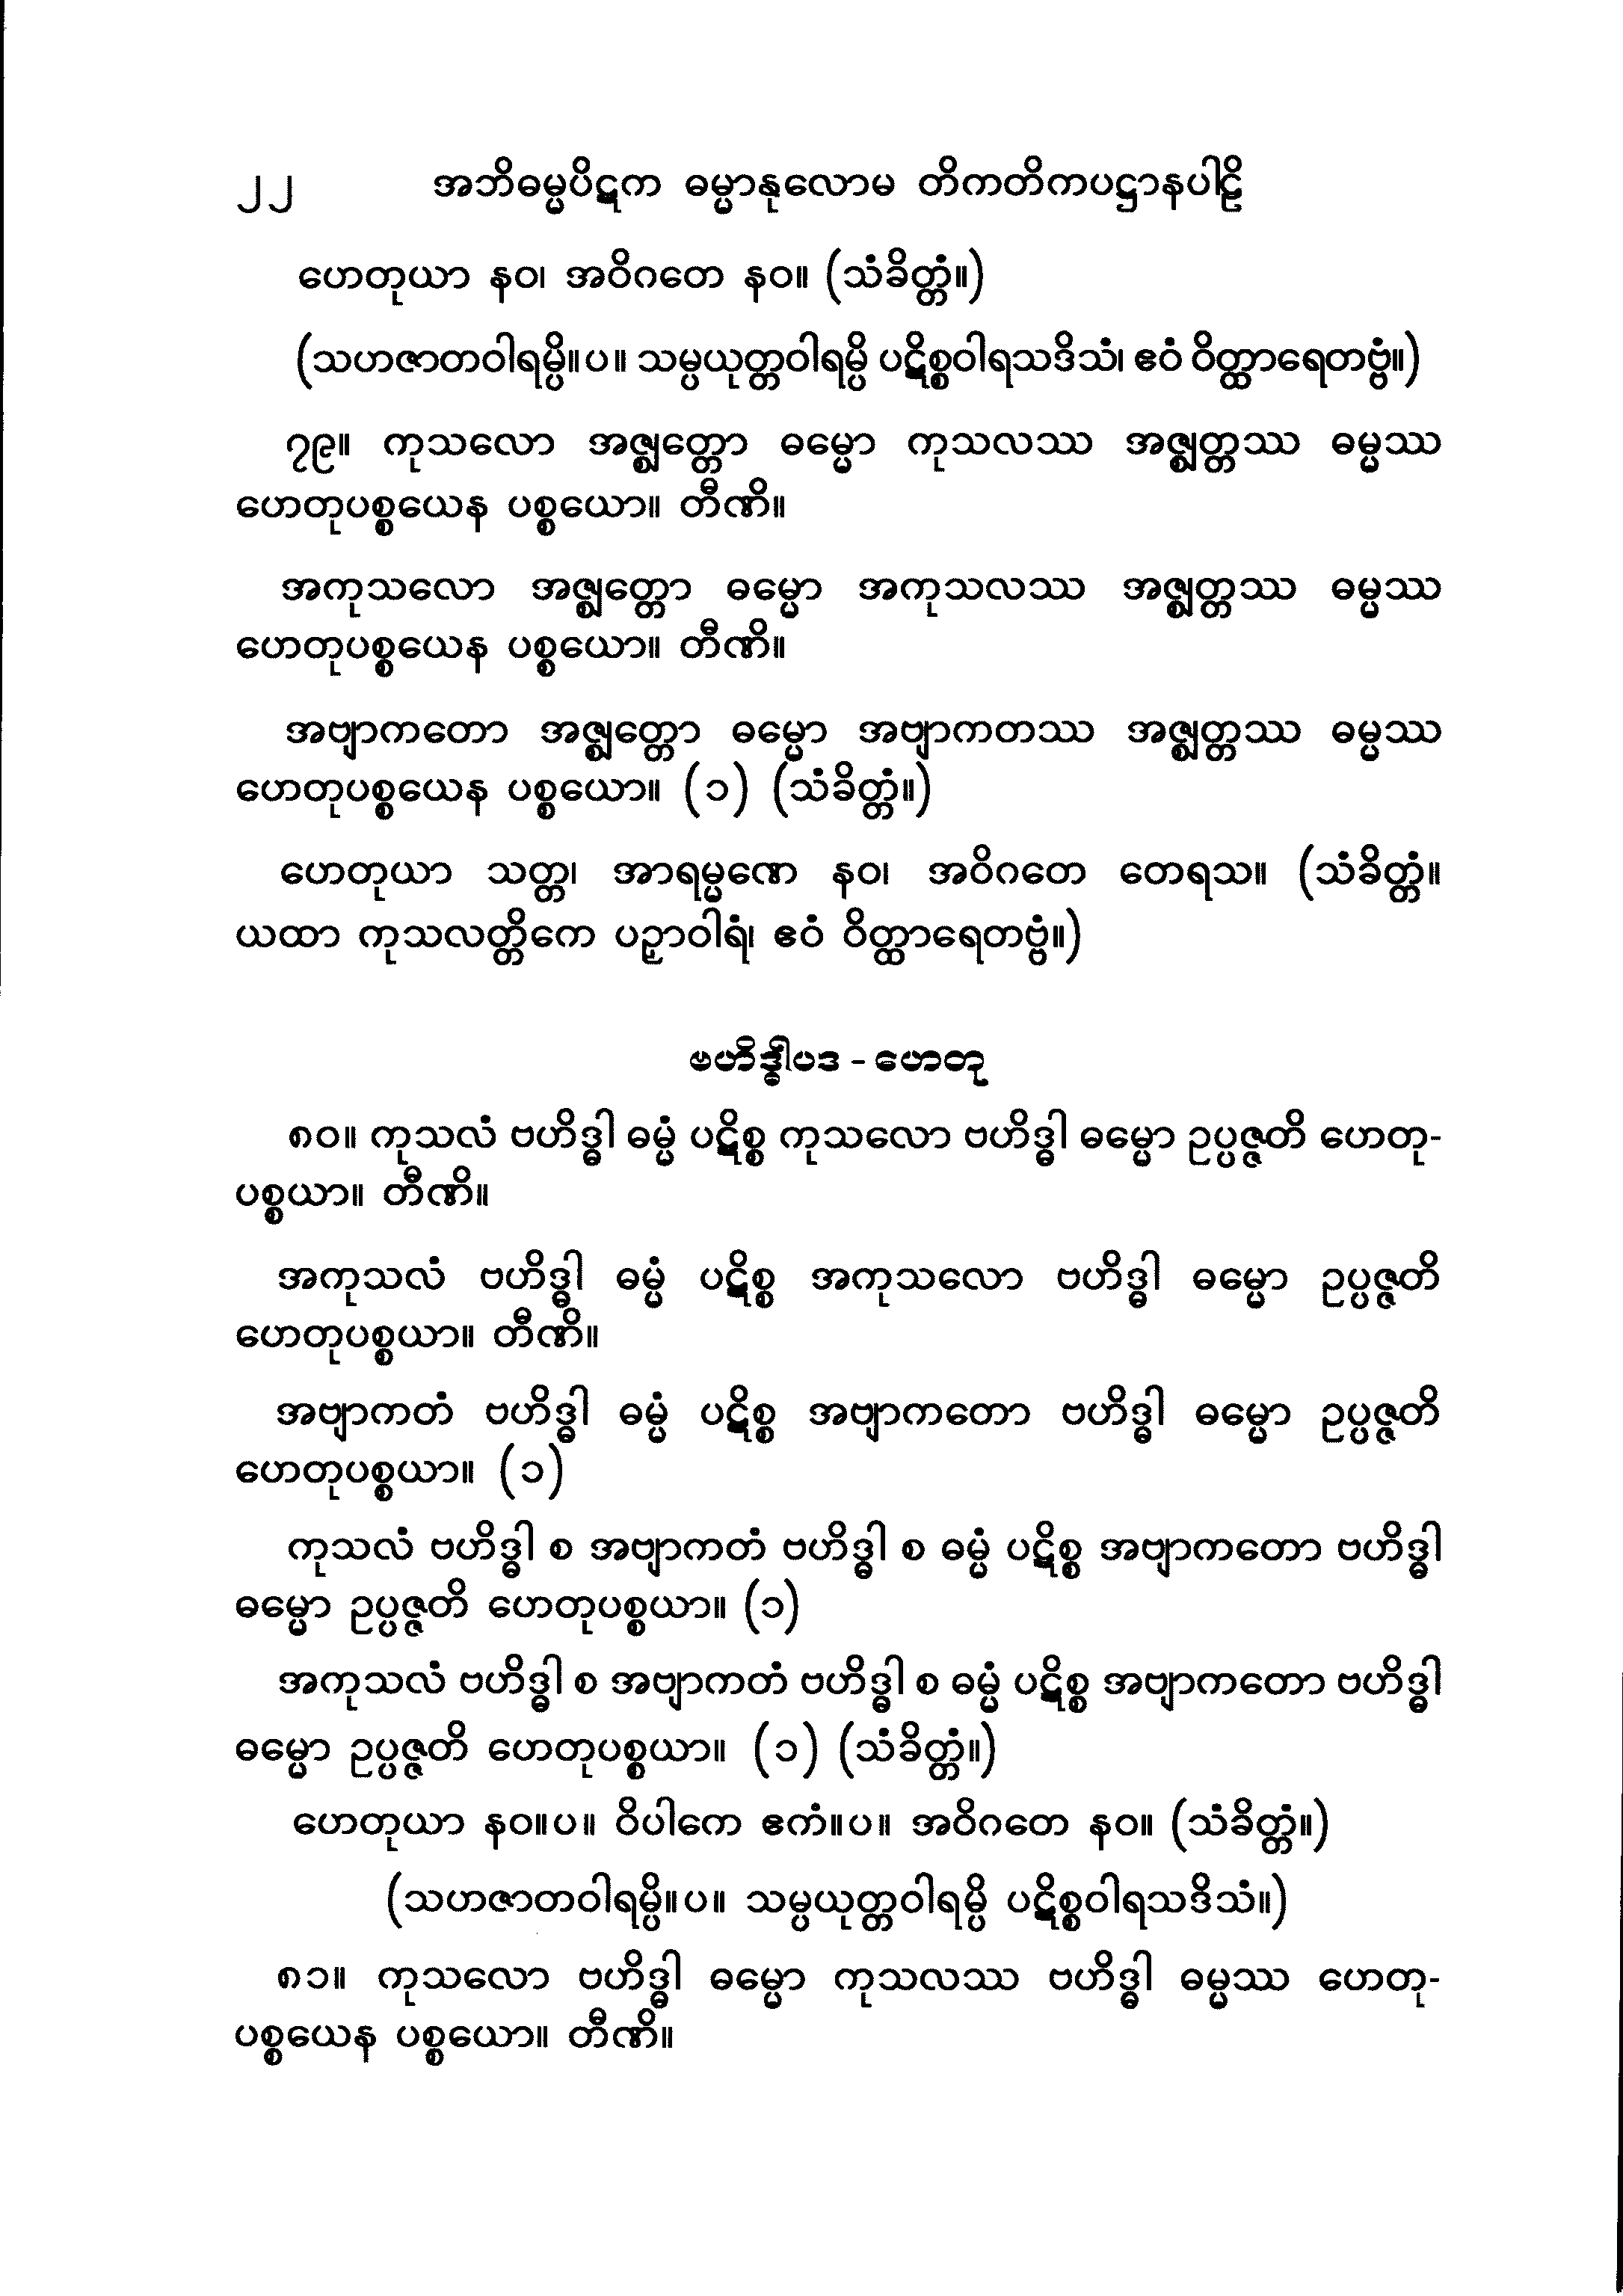 ၂၂ အဘိဓမ္မပိဋက ဓမ္မာနုလောမ တိကတိကပဋ္ဌာနပါဠိ
ဟေတုယာ နဝ၊ အဝိဂတေ နဝ။ (သံခိတ္တံ။)
(သဟဇာတဝါရမ္ပိ။ပ။ သမ္ပယုတ္တဝါရမ္ပိ ပဋိစ္စဝါရသဒိသံ၊ ဧဝံ ဝိတ္ထာရေတဗ္ဗံ။)
၇၉။ ကုသလော အဇ္ဈတ္တော ဓမ္မော ကုသလဿ အဇ္ဈတ္တဿ ဓမ္မဿ
ဟေတုပစ္စယေန ပစ္စယော။ တီဏိ။
အကုသလော အဇ္ဈတ္တော ဓမ္မော အကုသလဿ အဇ္ဈတ္တဿ ဓမ္မဿ
ဟေတုပစ္စယေန ပစ္စယော။ တီဏိ။
အဗျာကတော အဇ္ဈတ္တော ဓမ္မော အဗျာကတဿ အဇ္ဈတ္တဿ ဓမ္မဿ
ဟေတုပစ္စယေန ပစ္စယော။ (၁) (သံခိတ္တံ။)
ဟေတုယာ သတ္တ၊ အာရမ္မဏေ နဝ၊ အဝိဂတေ တေရသ။ (သံခိတ္တံ။
ယထာ ကုသလတ္တိကေ ပဉှာဝါရံ၊ ဧဝံ ဝိတ္ထာရေတဗ္ဗံ။)
ဗဟိဒ္ဓါပဒ - ဟေတု
၈၀။ ကုသလံ ဗဟိဒ္ဓါ ဓမ္မံ ပဋိစ္စ ကုသလော ဗဟိဒ္ဓါ ဓမ္မော ဥပ္ပဇ္ဇတိ ဟေတု-
ပစ္စယာ။ တီဏိ။
အကုသလံ ဗဟိဒ္ဓါ ဓမ္မံ ပဋိစ္စ အကုသလော ဗဟိဒ္ဓါ ဓမ္မော ဥပ္ပဇ္ဇတိ
ဟေတုပစ္စယာ။ တီဏိ။
အဗျာကတံ ဗဟိဒ္ဓါ ဓမ္မံ ပဋိစ္စ အဗျာကတော ဗဟိဒ္ဓါ ဓမ္မော ဥပ္ပဇ္ဇတိ
ဟေတုပစ္စယာ။ (၁)
ကုသလံ ဗဟိဒ္ဓါ စ အဗျာကတံ ဗဟိဒ္ဓါ စ ဓမ္မံ ပဋိစ္စ အဗျာကတော ဗဟိဒ္ဓါ
ဓမ္မော ဥပ္ပဇ္ဇတိ ဟေတုပစ္စယာ။ (၁)
အကုသလံ ဗဟိဒ္ဓါ စ အဗျာကတံ ဗဟိဒ္ဓါ စ ဓမ္မံ ပဋိစ္စ အဗျာကတော ဗဟိဒ္ဓါ
ဓမ္မော ဥပ္ပဇ္ဇတိ ဟေတုပစ္စယာ။ (၁) (သံခိတ္တံ။)
ဟေတုယာ နဝ။ပ။ ဝိပါကေ ဧကံ။ပ။ အဝိဂတေ နဝ။ (သံခိတ္တံ။)
(သဟဇာတဝါရမ္ပိ။ပ။ သမ္ပယုတ္တဝါရမ္ပိ ပဋိစ္စဝါရသဒိသံ။)
၈၁။ ကုသလော ဗဟိဒ္ဓါ ဓမ္မော ကုသလဿ ဗဟိဒ္ဓါ ဓမ္မဿ ဟေတု-
ပစ္စယေန ပစ္စယော။ တီဏိ။